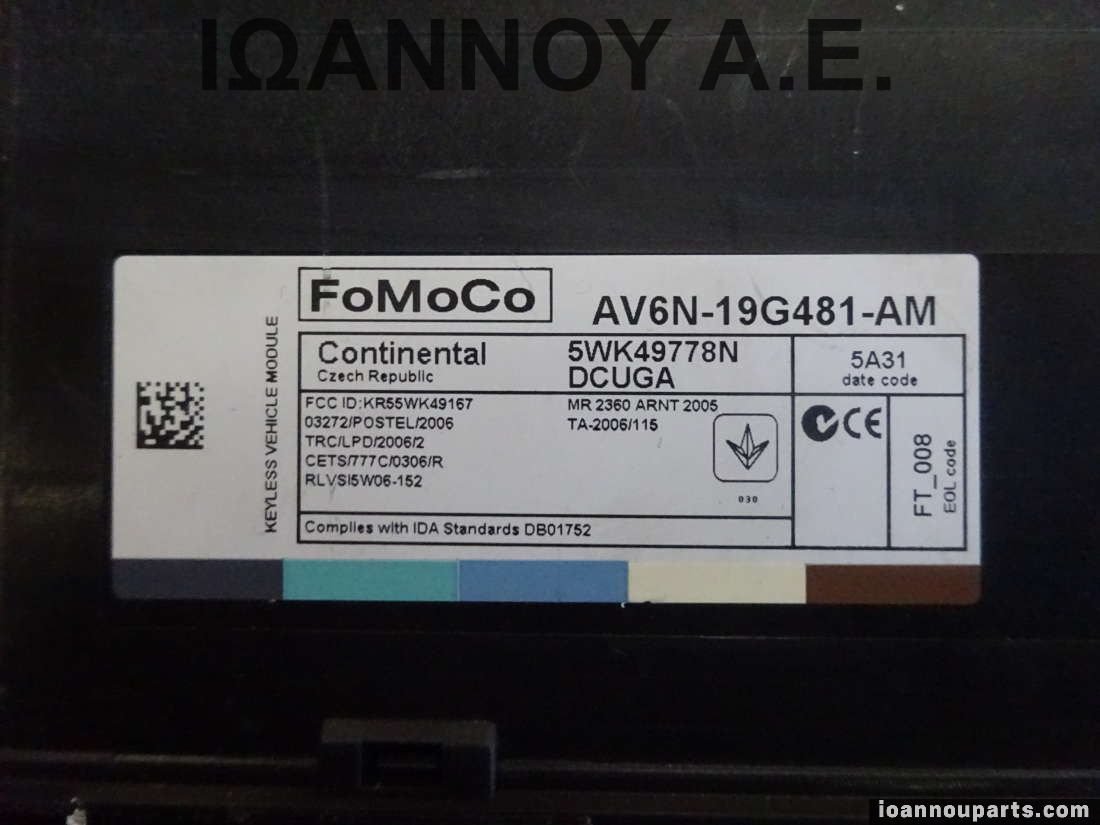 ΙΩΑΝΝΟΥ Α.Ε.
FoMoCo
AV6N-19G481-AM
KEYLESS VEHICLE MODULE
Continental
Czech Republic
5WK49778N
DCUGA
5A31
date code
FCC ID:KR55WK49167
03272/POSTEL/2006
TRC/LPD/2006/2
CETS/777C/0306/R
RLVSI5W06-152
MR 2360 ARNT 2005
TA-2006/115
030
CE
FT_008
EOL code
Complies with IDA Standards DB01752
ioannouparts.com